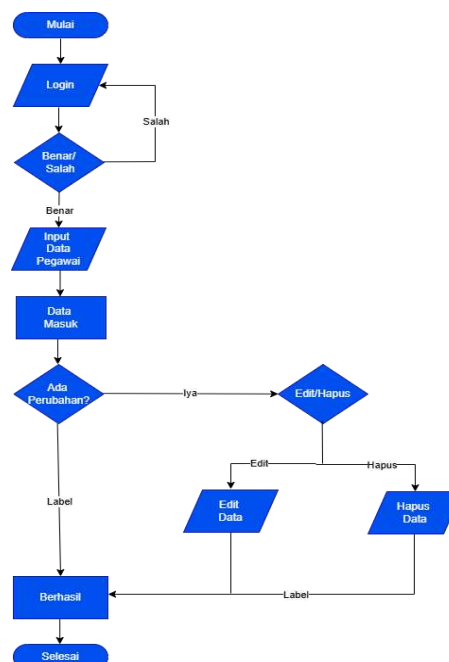 Mulai
Login
Salah
Benar/
Salah
Benar
Input
Data
Pegawai
Data
Masuk
Ada
Perubahan?
Iya
Edit/Hapus
Edit
Hapus
Edit
Data
Hapus
Data
Label
Berhasil
Label
Selesai